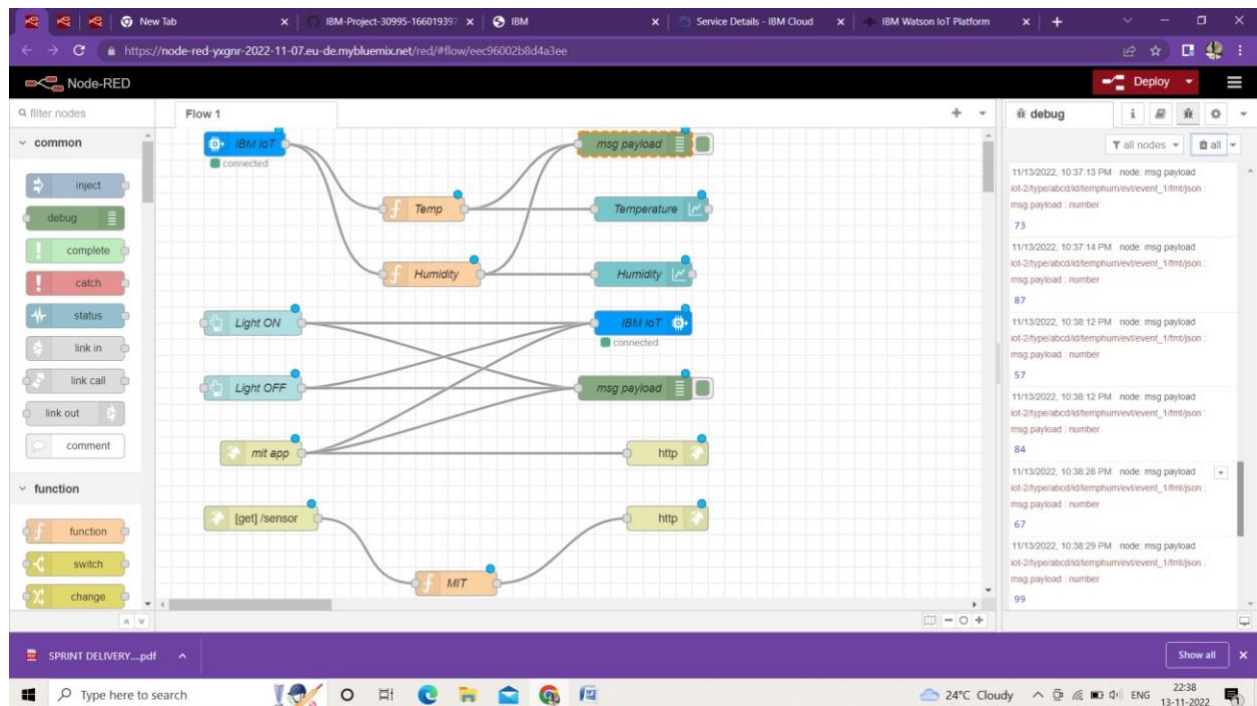 New Tab
IBM-Project-30995-16601939
IBM
Service Details - IBM Cloud
IBM Watson IoT Platform
https://node-red-yxgnr-2022-11-07.eu-de.mybluemix.net/red/#flow/eec96002b8d4a3ee
Node-RED
Deploy
filter nodes
common
inject
debug
complete
catch
status
link in
link call
link out
comment
function
function
switch
change
Flow 1
IBM IoT
connected
msg payload
Temp
Temperature
Humidity
Humidity
Light ON
IBM IoT
connected
Light OFF
msg payload
mit app
http
[get] /sensor
http
MIT
debug
i
all nodes
all
11/13/2022, 10:37:13 PM node: msg payload
iot-2/type/abcd/id/temphum/evt/event_1/fmt/json :
msg.payload : number
73
11/13/2022, 10:37:14 PM node: msg payload
iot-2/type/abcd/id/temphum/evt/event_1/fmt/json :
msg.payload : number
87
11/13/2022, 10:38:12 PM node: msg payload
iot-2/type/abcd/id/temphum/evt/event_1/fmt/json :
msg.payload : number
57
11/13/2022, 10:38:12 PM node: msg payload
iot-2/type/abcd/id/temphum/evt/event_1/fmt/json :
msg.payload : number
84
11/13/2022, 10:38:28 PM node: msg payload
iot-2/type/abcd/id/temphum/evt/event_1/fmt/json :
msg.payload : number
67
11/13/2022, 10:38:29 PM node: msg payload
iot-2/type/abcd/id/temphum/evt/event_1/fmt/json :
msg.payload : number
99
SPRINT DELIVERY....pdf
Show all
Type here to search
24°C Cloudy
ENG
22:38
13-11-2022